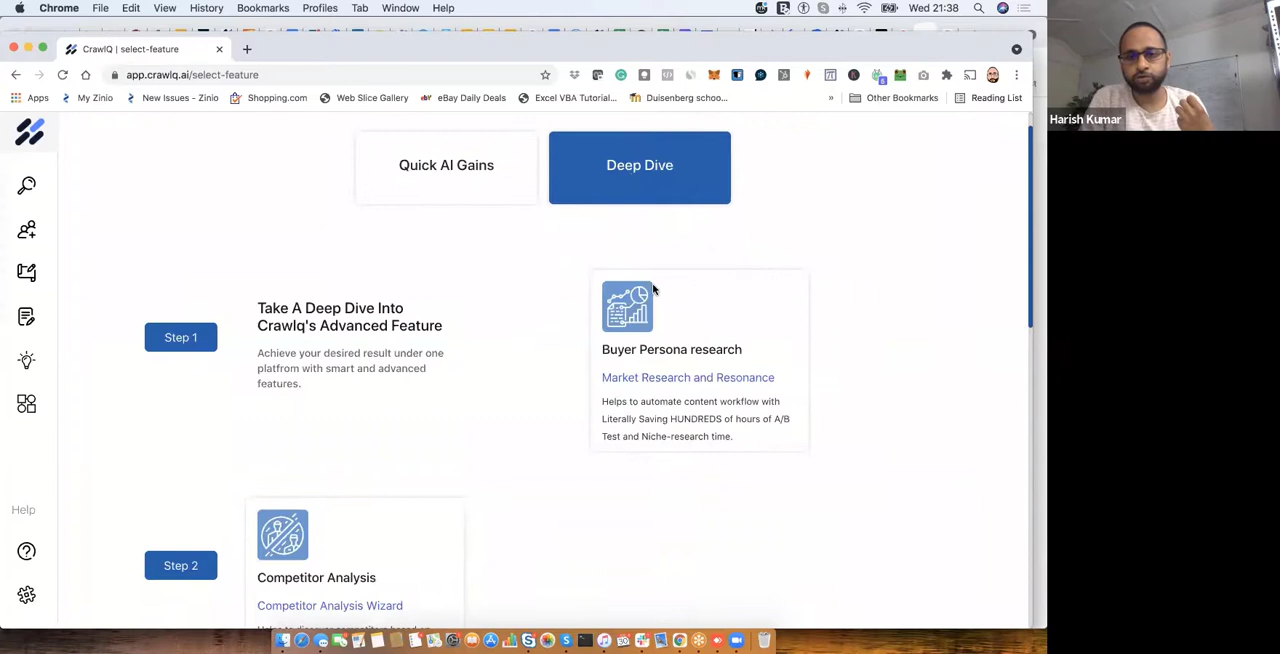 Chrome File Edit View History Bookmarks Profiles Tab Window Help Wed 21:38
CrawlQ | select-feature
app.crawlq.ai/select-feature
Apps My Zinio New Issues - Zinio Shopping.com Web Slice Gallery eBay Daily Deals Excel VBA Tutorial... Duisenberg schoo... » Other Bookmarks Reading List
Harish Kumar
Quick AI Gains
Deep Dive
Step 1
Take A Deep Dive Into
Crawlq's Advanced Feature
Achieve your desired result under one
platfrom with smart and advanced
features.
Buyer Persona research
Market Research and Resonance
Helps to automate content workflow with
Literally Saving HUNDREDS of hours of A/B
Test and Niche-research time.
Step 2
Competitor Analysis
Competitor Analysis Wizard
Help